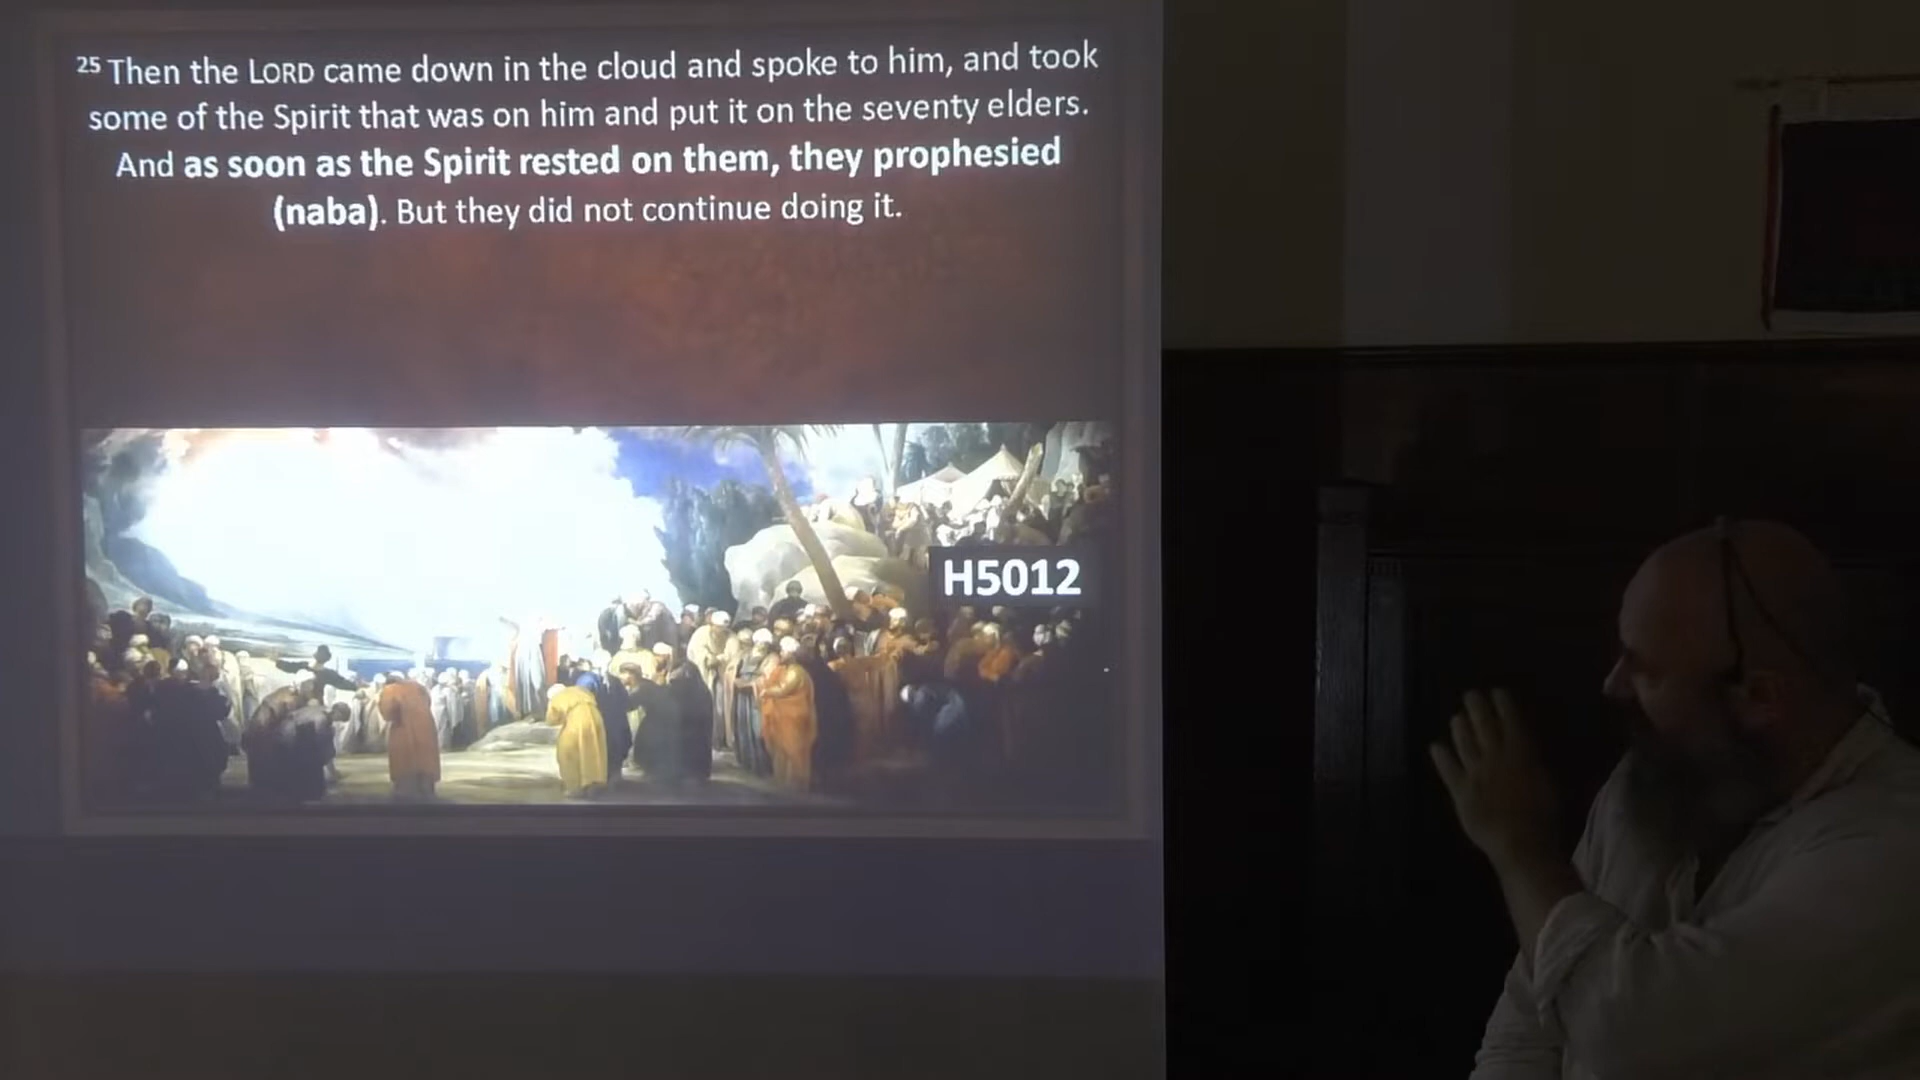 25 Then the LORD came down in the cloud and spoke to him, and took
some of the Spirit that was on him and put it on the seventy elders.
And as soon as the Spirit rested on them, they prophesied
(naba). But they did not continue doing it.
H5012